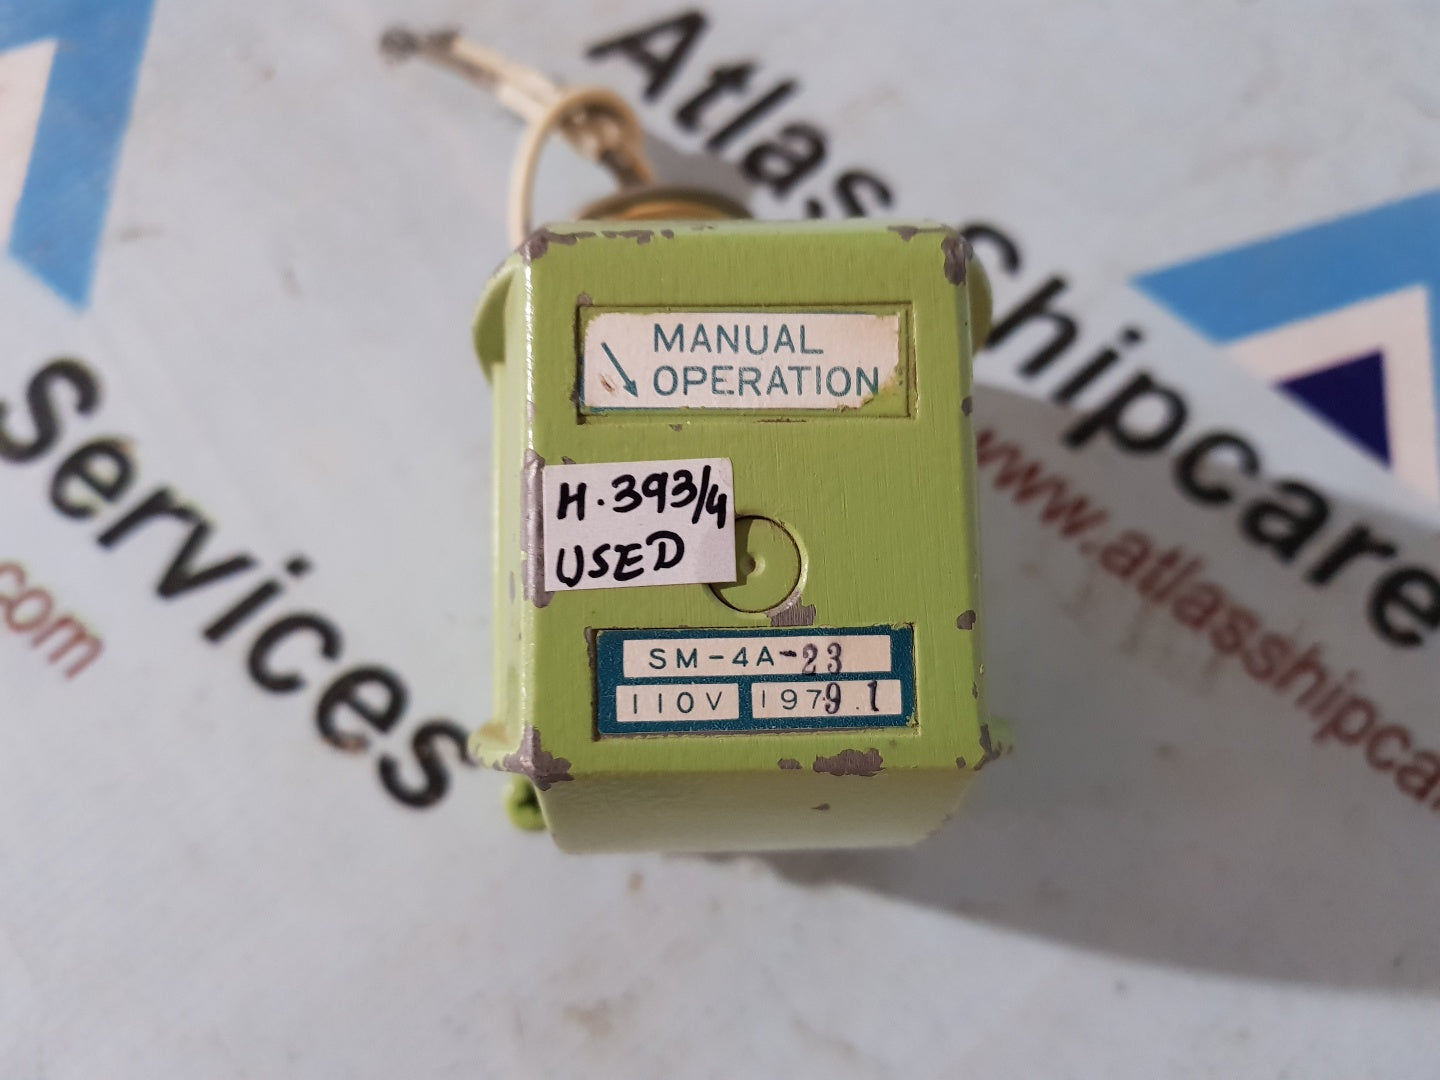 Atlas Shipcare
Services
www.atlasshipca
com
MANUAL
OPERATION
H.393/4
USED
SM-4A-23
110V 1979.1